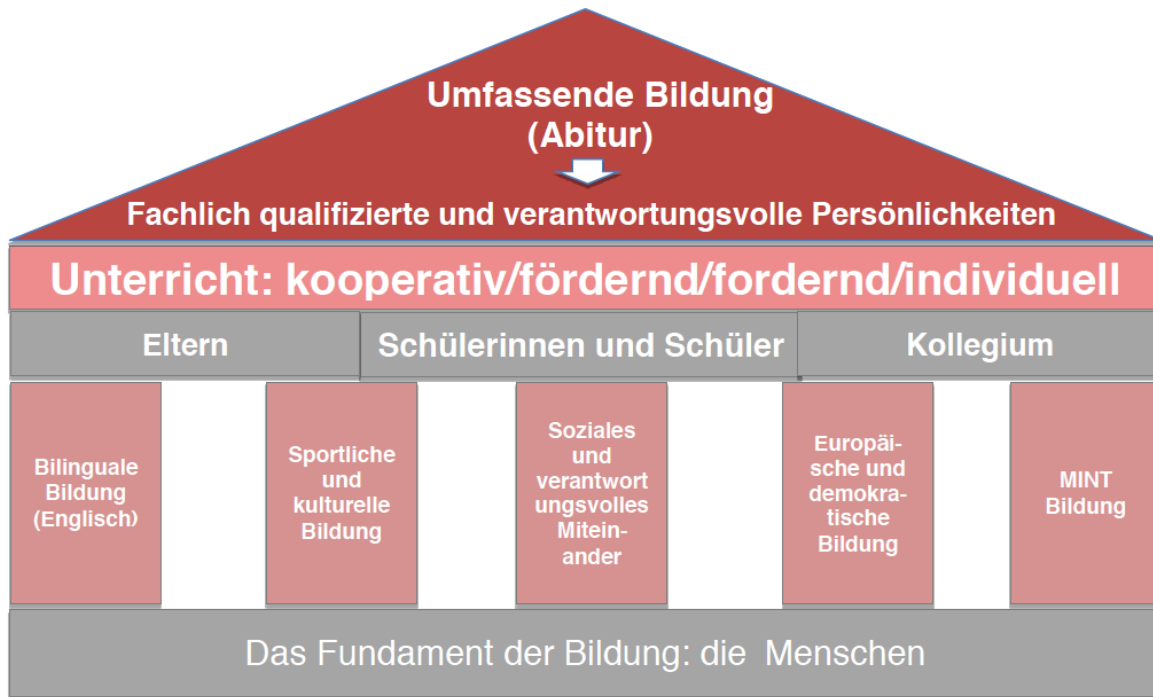 Umfassende Bildung
(Abitur)
Fachlich qualifizierte und verantwortungsvolle Persönlichkeiten
Unterricht: kooperativ/fördernd/fordernd/individuell
Eltern
Schülerinnen und Schüler
Kollegium
Bilinguale
Bildung
(Englisch)
Sportliche
und
kulturelle
Bildung
Soziales
und
verantwort
ungsvolles
Mitein-
ander
Europäi-
sche und
demokra-
tische
Bildung
MINT
Bildung
Das Fundament der Bildung: die Menschen